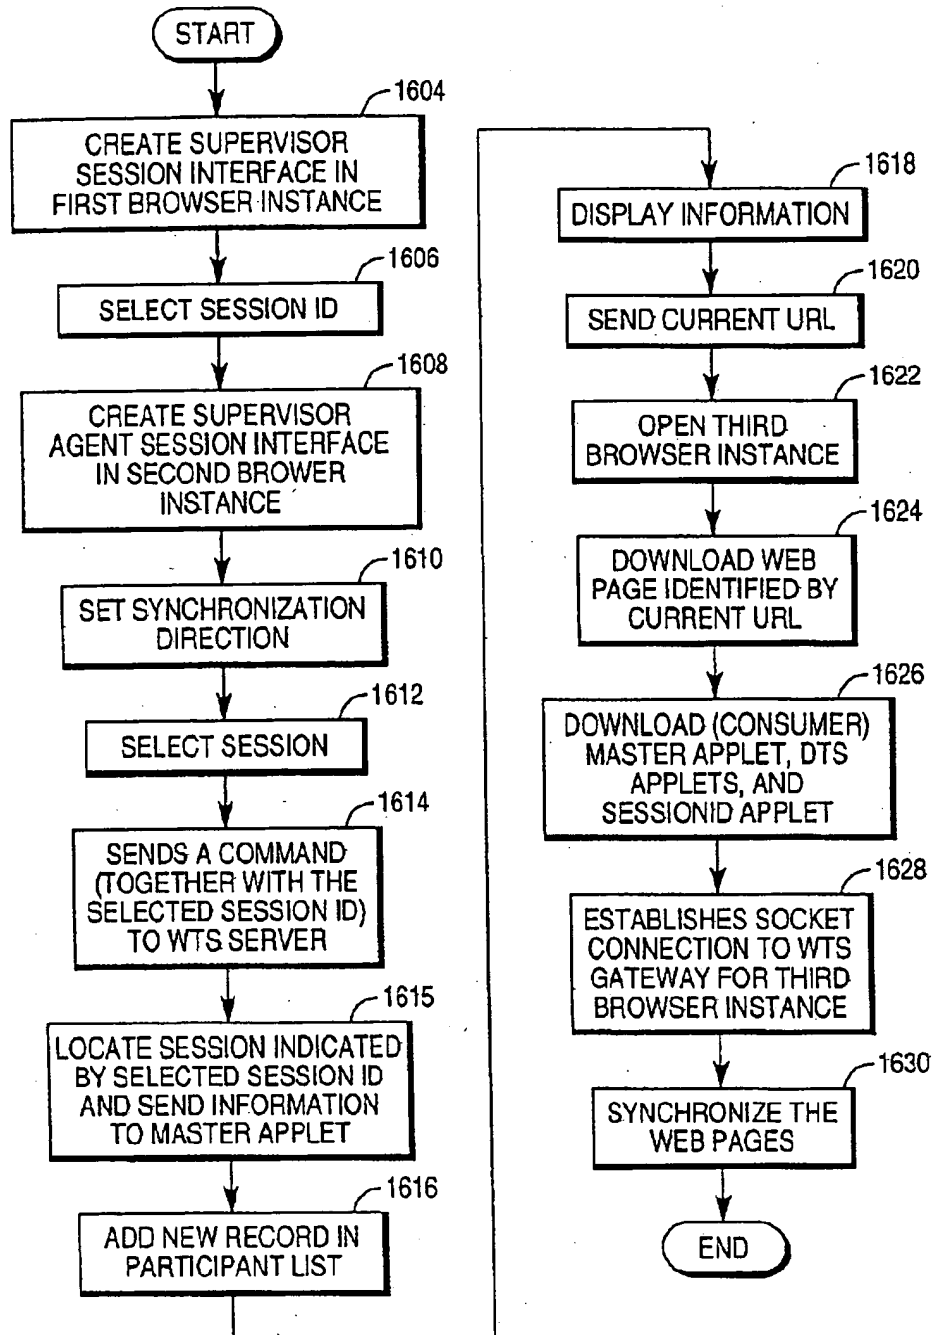 START
1604
CREATE SUPERVISOR
SESSION INTERFACE IN
FIRST BROWSER INSTANCE
1606
SELECT SESSION ID
1608
CREATE SUPERVISOR
AGENT SESSION INTERFACE
IN SECOND BROWER
INSTANCE
1610
SET SYNCHRONIZATION
DIRECTION
1612
SELECT SESSION
1614
SENDS A COMMAND
(TOGETHER WITH THE
SELECTED SESSION ID)
TO WTS SERVER
1615
LOCATE SESSION INDICATED
BY SELECTED SESSION ID
AND SEND INFORMATION
TO MASTER APPLET
1616
ADD NEW RECORD IN
PARTICIPANT LIST
1618
DISPLAY INFORMATION
1620
SEND CURRENT URL
1622
OPEN THIRD
BROWSER INSTANCE
1624
DOWNLOAD WEB
PAGE IDENTIFIED BY
CURRENT URL
1626
DOWNLOAD (CONSUMER)
MASTER APPLET, DTS
APPLETS, AND
SESSIONID APPLET
1628
ESTABLISHES SOCKET
CONNECTION TO WTS
GATEWAY FOR THIRD
BROWSER INSTANCE
1630
SYNCHRONIZE THE
WEB PAGES
END